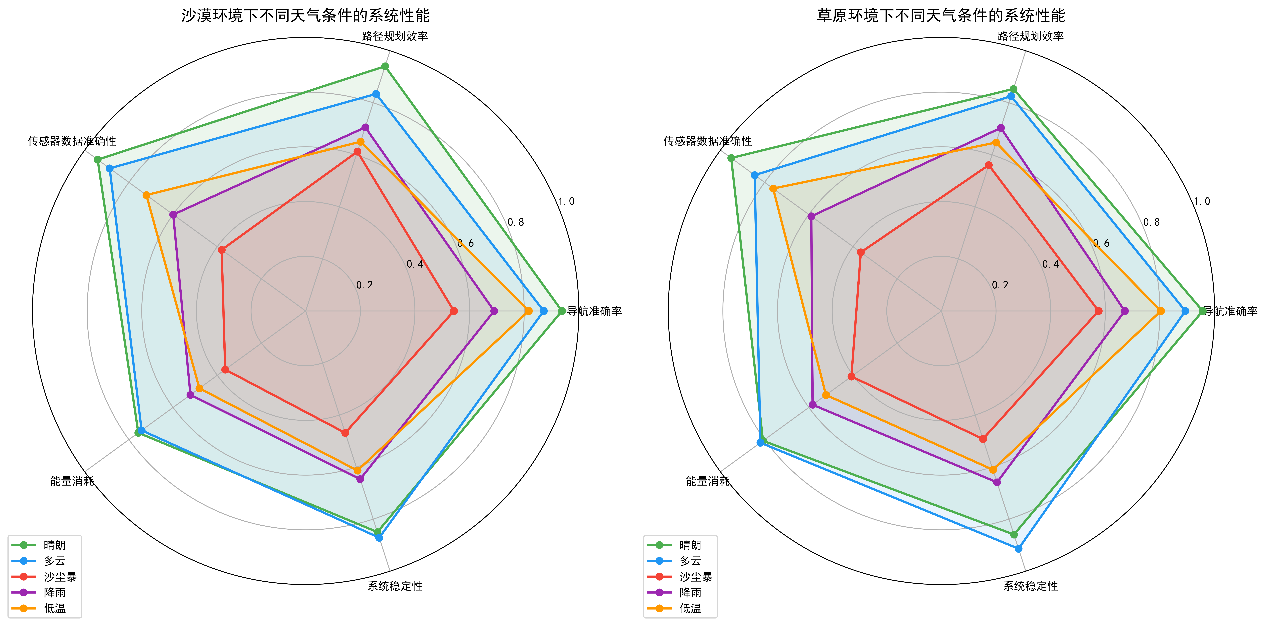 沙漠环境下不同天气条件的系统性能
路径规划效率
传感器数据准确性
1.0
0.8
0.6
0.4
0.2
导航准确率
能量消耗
系统稳定性
晴朗
多云
沙尘暴
降雨
低温
草原环境下不同天气条件的系统性能
路径规划效率
传感器数据准确性
1.0
0.8
0.6
0.4
0.2
导航准确率
能量消耗
系统稳定性
晴朗
多云
沙尘暴
降雨
低温